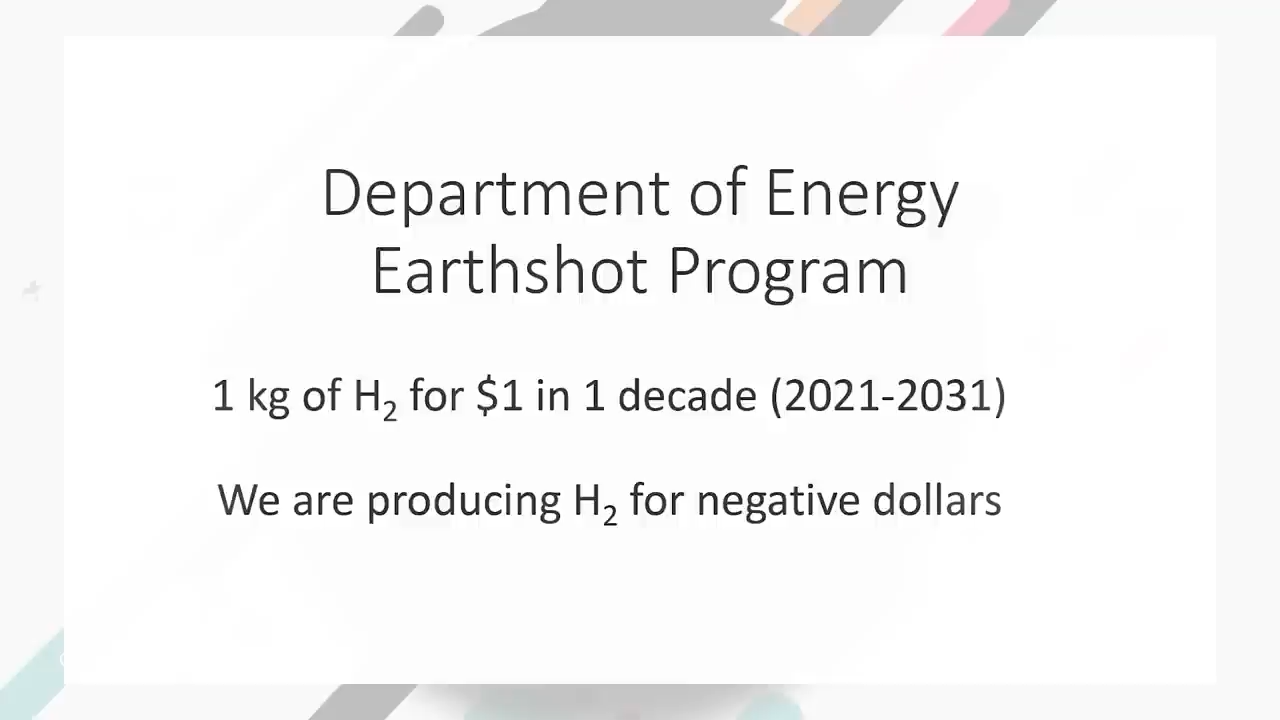 Department of Energy
Earthshot Program
1 kg of H₂ for $1 in 1 decade (2021-2031)
We are producing H₂ for negative dollars